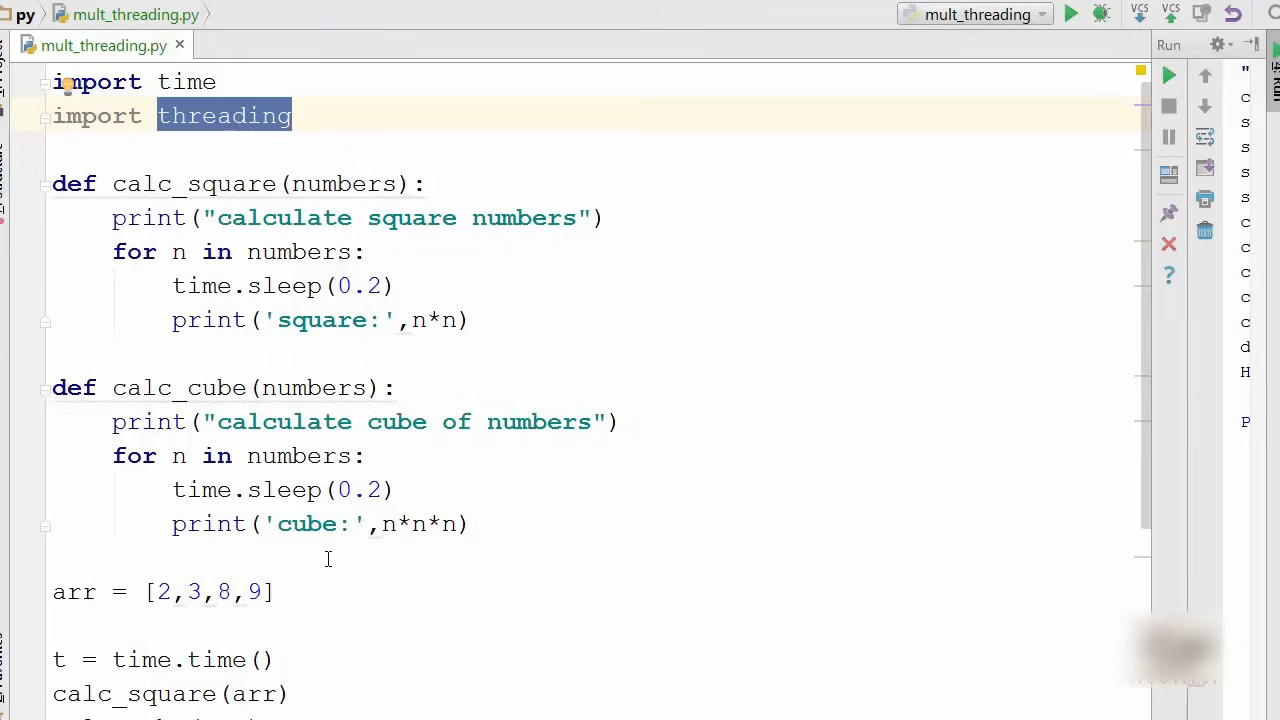 py mult_threading.py mult_threading VCS VCS
mult_threading.py Run
import time
import threading
def calc_square(numbers):
    print("calculate square numbers")
    for n in numbers:
        time.sleep(0.2)
        print('square:',n*n)
def calc_cube(numbers):
    print("calculate cube of numbers")
    for n in numbers:
        time.sleep(0.2)
        print('cube:',n*n*n)
arr = [2,3,8,9]
t = time.time()
calc_square(arr)
"
c
s
s
s
s
c
c
c
c
c
d
H
P